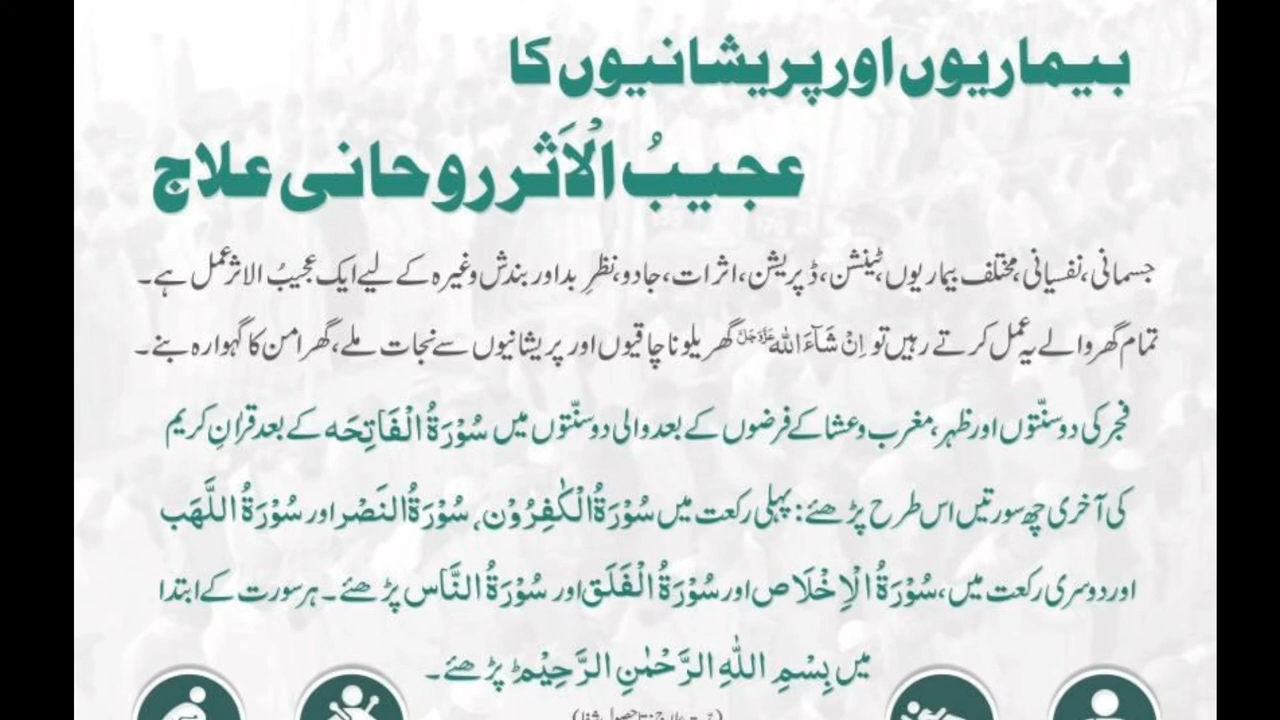 بیماریوں اور پریشانیوں کا
عجیبُ الْاَثر روحانی علاج
جسمانی، نفسیانی، مختلف بیماریوں، ٹینشن، ڈپریشن، اثرات، جادو، نظرِ بد اور بندش وغیرہ کے لیے ایک عجیبُ الاثر عمل ہے۔
تمام گھر والے یہ عمل کرتے رہیں تو اِنْ شَآءَ اللہ عَزَّوَجَلَّ گھریلو ناچاقیوں اور پریشانیوں سے نجات ملے، گھر امن کا گہوارہ بنے۔
فجر کی دو سنّتوں اور ظہر، مغرب و عشا کے فرضوں کے بعد والی دو سنّتوں میں سُوْرَۃُ الْفَاتِحَہ کے بعد قراٰنِ کریم
کی آخری چھ سورتیں اس طرح پڑھئے: پہلی رکعت میں سُوْرَۃُ الْکٰفِرُوْن، سُوْرَۃُ النَصْر اور سُوْرَۃُ اللَّھَب
اور دوسری رکعت میں، سُوْرَۃُ الْاِخْلَاص اور سُوْرَۃُ الْفَلَق اور سُوْرَۃُ النَّاس پڑھئے۔ ہر سورت کے ابتدا
میں بِسْمِ اللّٰہِ الرَّحْمٰنِ الرَّحِیْمِ ؕ پڑھئے۔